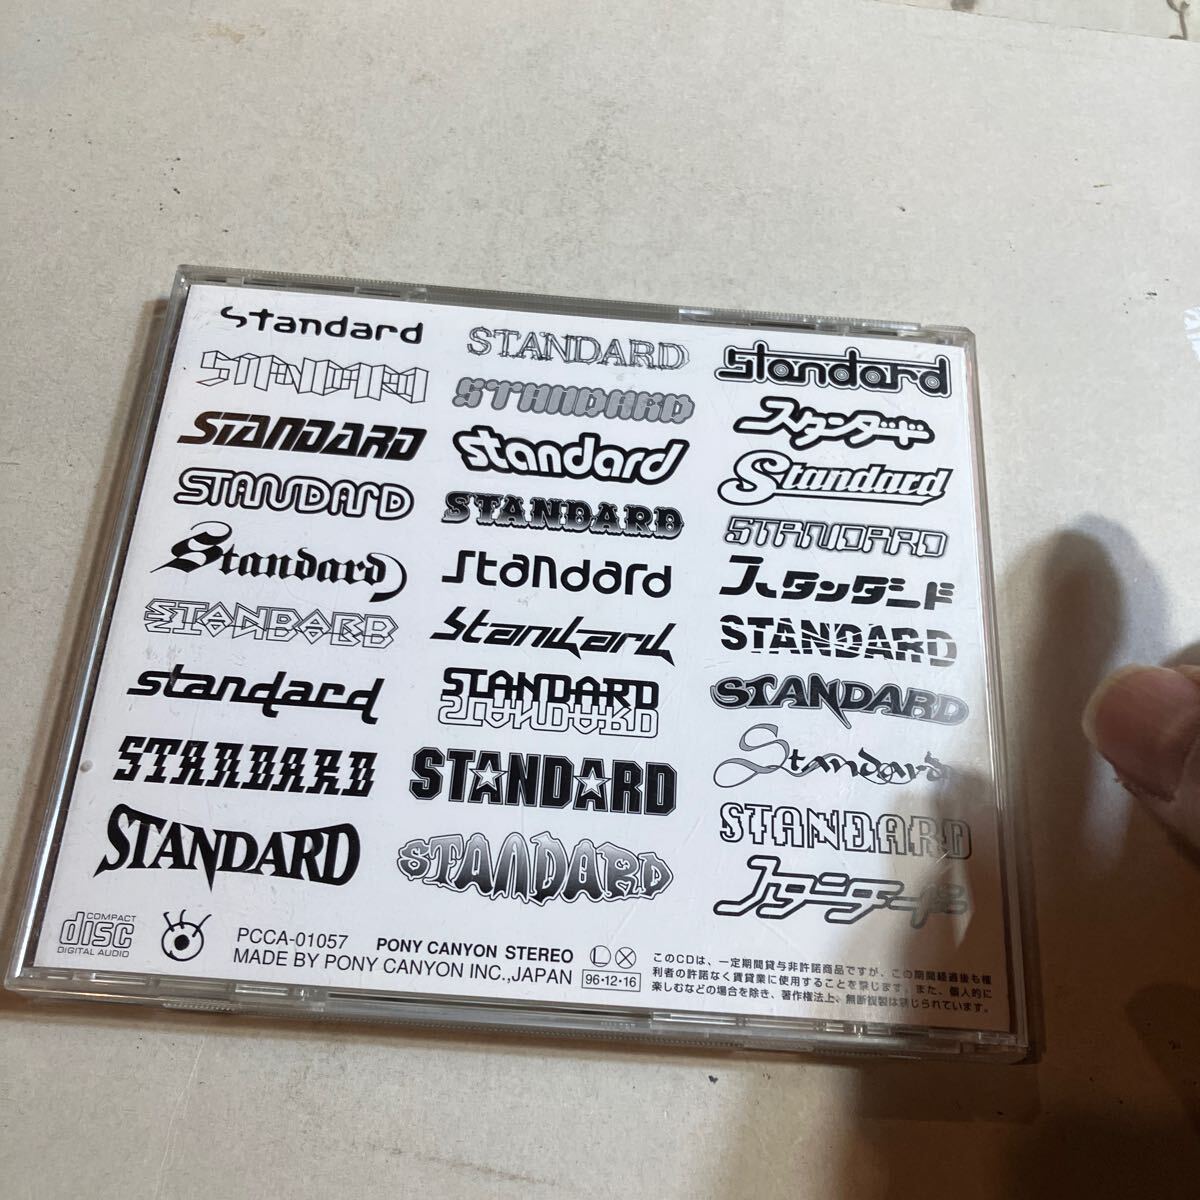 standard
STANDARD
STANDARD
STANDARD
Standard
STANDARD
standard
STANDARD
STANDARD
STANDARD
STANDARD
standard
STANDARD
standard
Standard
STANDARD
STANDARD
STANDARD
standard
スタンダード
Standard
STANDARD
スタンダード
STANDARD
STANDARD
Standard
STANDARD
スタンダード
COMPACT
disc
DIGITAL AUDIO
PCCA-01057 PONY CANYON STEREO
MADE BY PONY CANYON INC.,JAPAN
L X
96·12·16
このCDは、一定期間貸与非許諾商品ですが、この期間経過後も権
利者の許諾なく賃貸業に使用することを禁じます。また、個人的に
楽しむなどの場合を除き、著作権法上、無断複製は禁じられています。